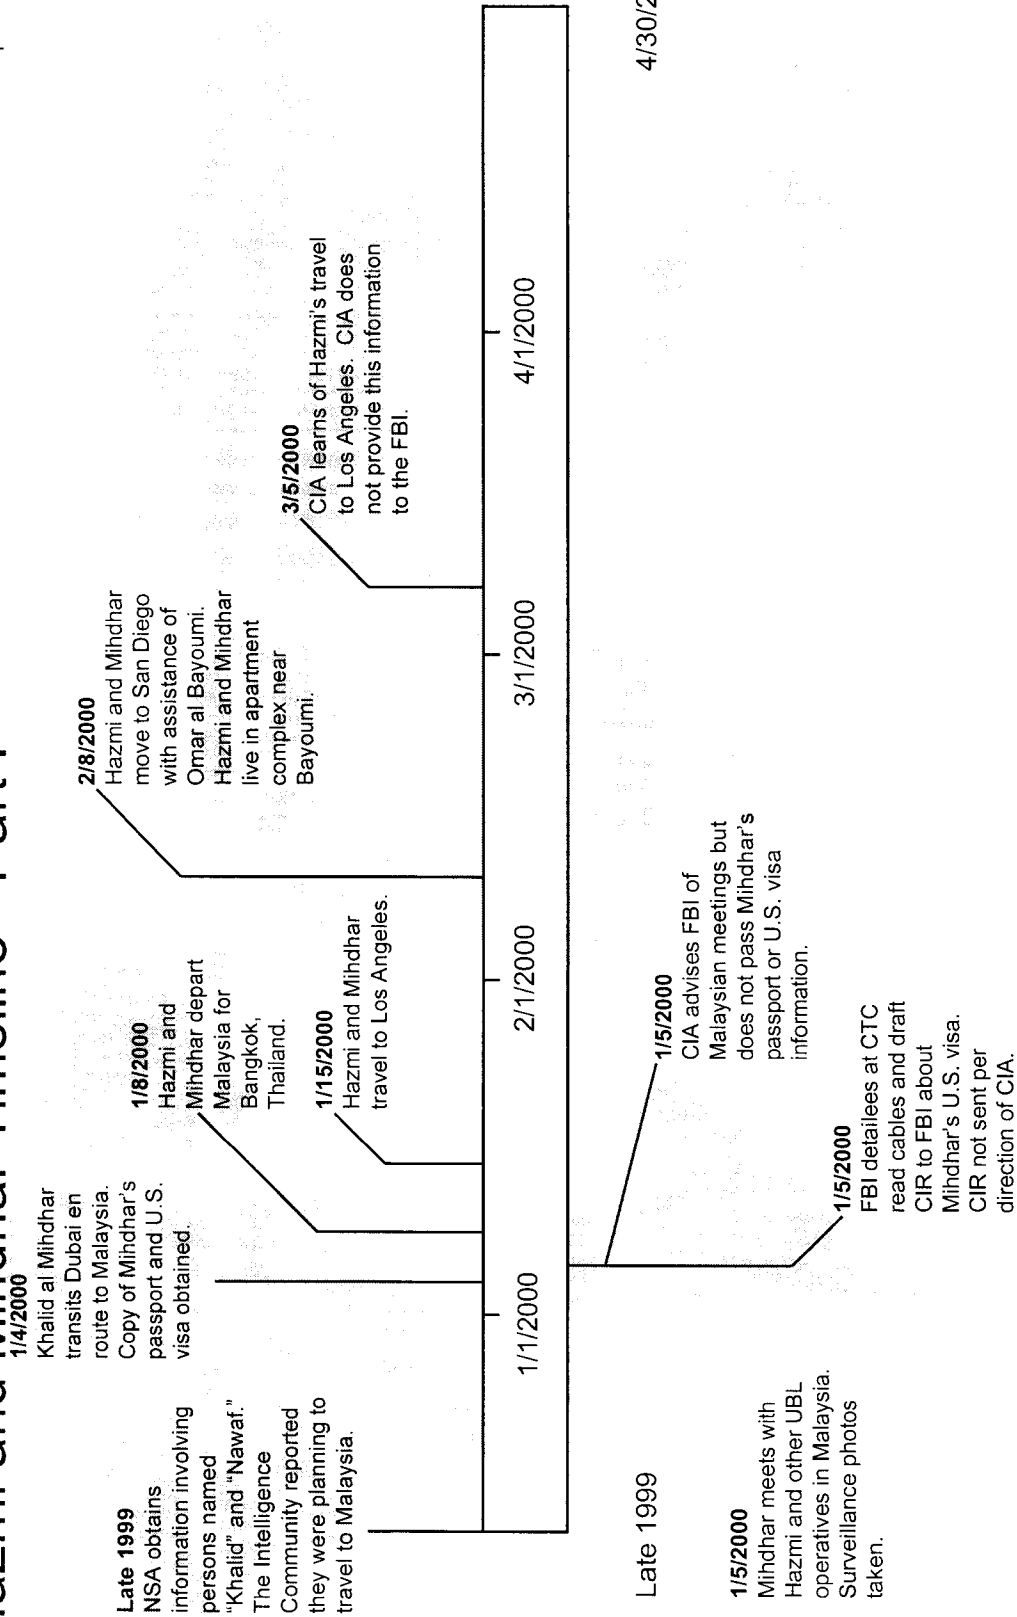 Hazmi and Mihdhar Timeline
1/4/2000
Khalid al Mihdhar
transits Dubai en
route to Malaysia.
Copy of Mihdhar's
passport and U.S.
visa obtained.
Late 1999
NSA obtains
information involving
persons named
"Khalid" and "Nawaf."
The Intelligence
Community reported
they were planning to
travel to Malaysia.
1/8/2000
Hazmi and
Mihdhar depart
Malaysia for
Bangkok,
Thailand.
1/15/2000
Hazmi and Mihdhar
travel to Los Angeles.
2/8/2000
Hazmi and Mihdhar
move to San Diego
with assistance of
Omar al Bayoumi.
Hazmi and Mihdhar
live in apartment
complex near
Bayoumi.
3/5/2000
CIA learns of Hazmi's travel
to Los Angeles. CIA does
not provide this information
to the FBI.
1/1/2000
2/1/2000
3/1/2000
4/1/2000
Late 1999
4/30/2
1/5/2000
Mihdhar meets with
Hazmi and other UBL
operatives in Malaysia.
Surveillance photos
taken.
1/5/2000
CIA advises FBI of
Malaysian meetings but
does not pass Mihdhar's
passport or U.S. visa
information.
1/5/2000
FBI detailees at CTC
read cables and draft
CIR to FBI about
Mihdhar's U.S. visa.
CIR not sent per
direction of CIA.